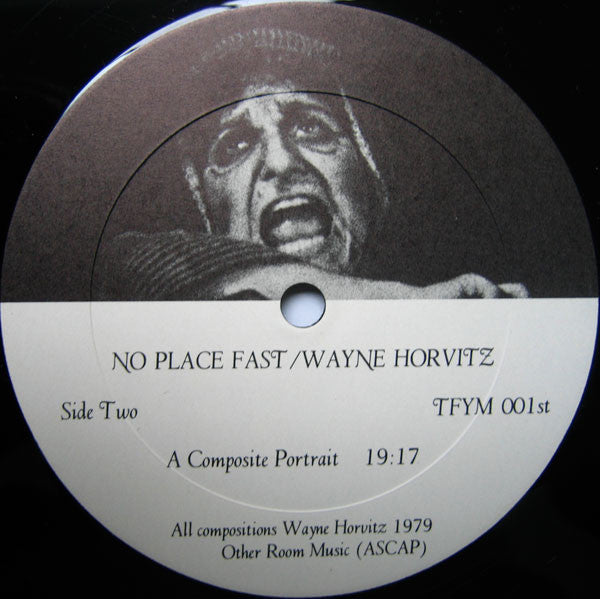 NO PLACE FAST/WAYNE HORVITZ
Side Two TFYM 001st
A Composite Portrait 19:17
All compositions Wayne Horvitz 1979
Other Room Music (ASCAP)